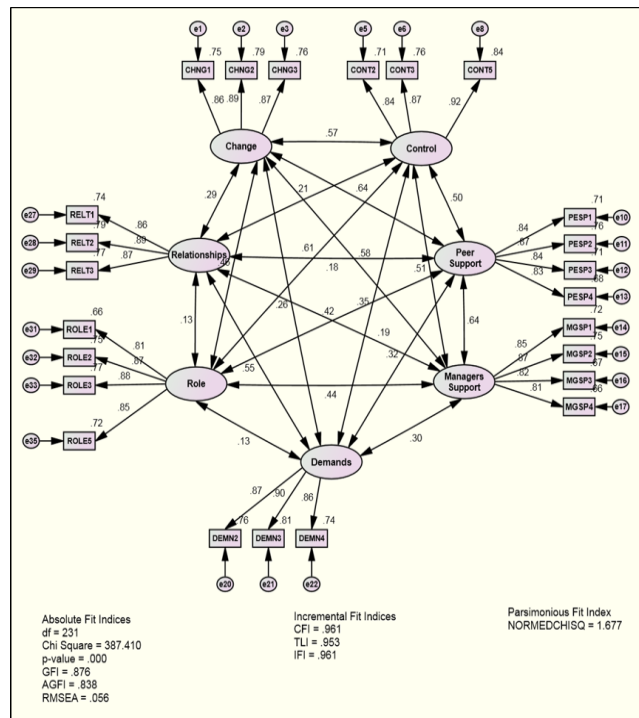 e1 e2 e3 e5 e6 e8
.75 .79 .76 .71 .76 .84
CHNG1 CHNG2 CHNG3 CONT2 CONT3 CONT5
.86 .89 .87 .84 .87 .92
Change .57 Control
.29 .21 .64 .50
.74 .71
e27 RELT1 .86 .84 PESP1 e10
.79 .76
e28 RELT2 .89 .87 PESP2 e11
.77 .71
e29 RELT3 .87 .84 PESP3 e12
.68
.83 PESP4 e13
Relationships .61 .58 Peer Support
.18 .51
.26 .35
.13 .42 .19 .64
.66 .72
e31 ROLE1 .81 .85 MGSP1 e14
.75 .75
e32 ROLE2 .87 .87 MGSP2 e15
.77 .67
e33 ROLE3 .88 .82 MGSP3 e16
.72 .66
e35 ROLE5 .85 .81 MGSP4 e17
Role .55 .32 Managers Support
.44
.13 .30
Demands
.87 .90 .86
.76 .81 .74
DEMN2 DEMN3 DEMN4
e20 e21 e22
Absolute Fit Indices
df = 231
Chi Square = 387.410
p-value = .000
GFI = .876
AGFI = .838
RMSEA = .056
Incremental Fit Indices
CFI = .961
TLI = .953
IFI = .961
Parsimonious Fit Index
NORMEDCHISQ = 1.677